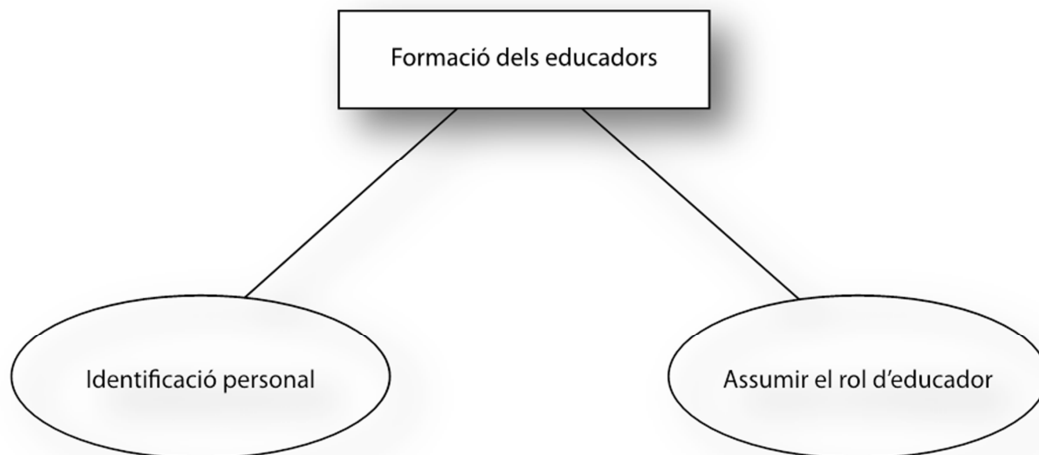 Formació dels educadors
Identificació personal
Assumir el rol d’educador